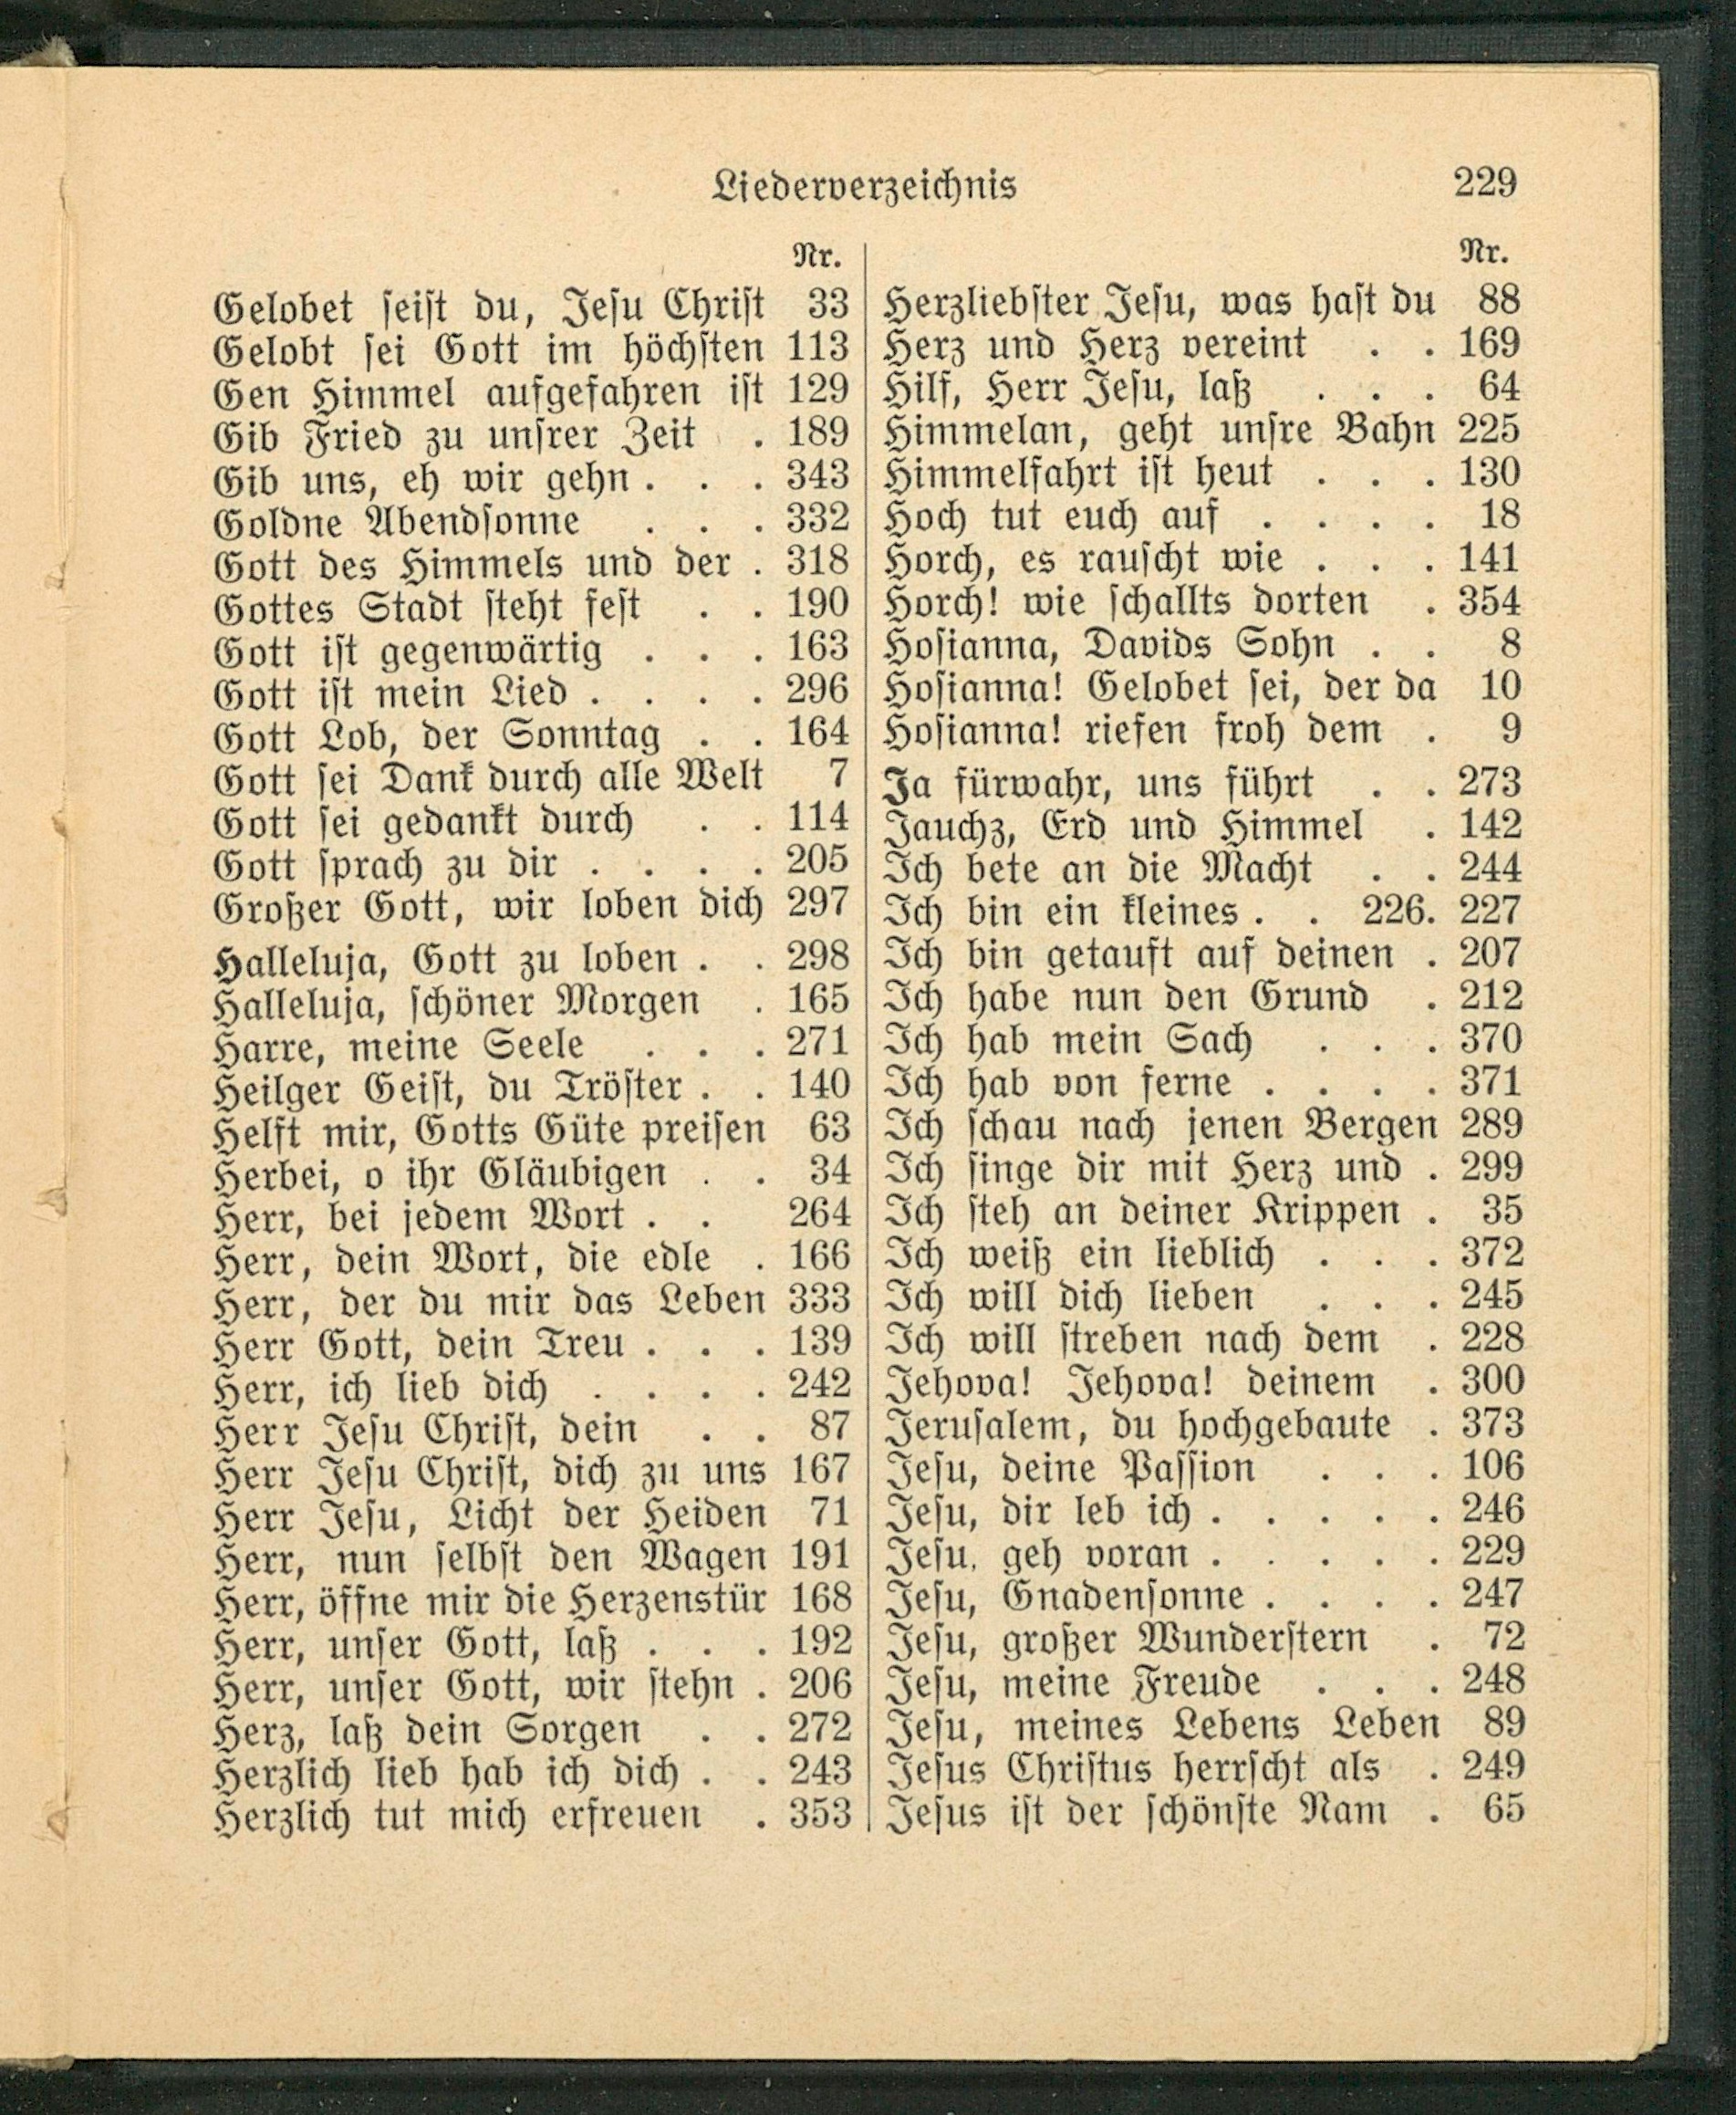 Liederverzeichnis 229
Nr.
Gelobet seist du, Jesu Christ 33
Gelobt sei Gott im höchsten 113
Gen Himmel aufgefahren ist 129
Gib Fried zu unsrer Zeit . 189
Gib uns, eh wir gehn . . . 343
Goldne Abendsonne . . . 332
Gott des Himmels und der . 318
Gottes Stadt steht fest . . 190
Gott ist gegenwärtig . . . 163
Gott ist mein Lied . . . . 296
Gott Lob, der Sonntag . . 164
Gott sei Dank durch alle Welt 7
Gott sei gedankt durch . . 114
Gott sprach zu dir . . . . 205
Großer Gott, wir loben dich 297
Halleluja, Gott zu loben . . 298
Halleluja, schöner Morgen . 165
Harre, meine Seele . . . 271
Heilger Geist, du Tröster . . 140
Helft mir, Gotts Güte preisen 63
Herbei, o ihr Gläubigen . . 34
Herr, bei jedem Wort . . 264
Herr, dein Wort, die edle . 166
Herr, der du mir das Leben 333
Herr Gott, dein Treu . . . 139
Herr, ich lieb dich . . . . 242
Herr Jesu Christ, dein . . 87
Herr Jesu Christ, dich zu uns 167
Herr Jesu, Licht der Heiden 71
Herr, nun selbst den Wagen 191
Herr, öffne mir die Herzenstür 168
Herr, unser Gott, laß . . . 192
Herr, unser Gott, wir stehn . 206
Herz, laß dein Sorgen . . 272
Herzlich lieb hab ich dich . . 243
Herzlich tut mich erfreuen . 353
Nr.
Herzliebster Jesu, was hast du 88
Herz und Herz vereint . . 169
Hilf, Herr Jesu, laß . . . 64
Himmelan, geht unsre Bahn 225
Himmelfahrt ist heut . . . 130
Hoch tut euch auf . . . . 18
Horch, es rauscht wie . . . 141
Horch! wie schallts dorten . 354
Hosianna, Davids Sohn . . 8
Hosianna! Gelobet sei, der da 10
Hosianna! riefen froh dem . 9
Ja fürwahr, uns führt . . 273
Jauchz, Erd und Himmel . 142
Ich bete an die Macht . . 244
Ich bin ein kleines . . 226. 227
Ich bin getauft auf deinen . 207
Ich habe nun den Grund . 212
Ich hab mein Sach . . . 370
Ich hab von ferne . . . . 371
Ich schau nach jenen Bergen 289
Ich singe dir mit Herz und . 299
Ich steh an deiner Krippen . 35
Ich weiß ein lieblich . . . 372
Ich will dich lieben . . . 245
Ich will streben nach dem . 228
Jehova! Jehova! deinem . 300
Jerusalem, du hochgebaute . 373
Jesu, deine Passion . . . 106
Jesu, dir leb ich . . . . . 246
Jesu, geh voran . . . . . 229
Jesu, Gnadensonne . . . . 247
Jesu, großer Wunderstern . 72
Jesu, meine Freude . . . 248
Jesu, meines Lebens Leben 89
Jesus Christus herrscht als . 249
Jesus ist der schönste Nam . 65